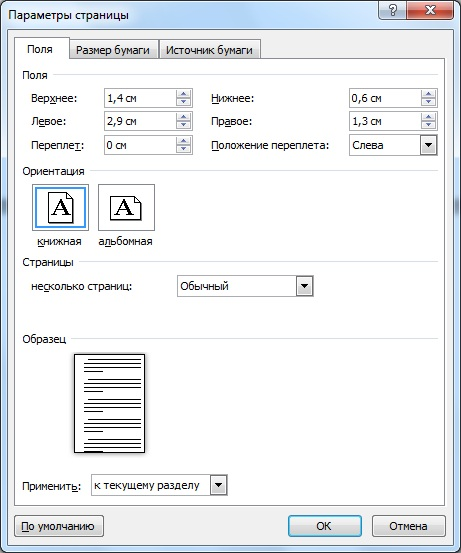 Параметры страницы
Поля Размер бумаги Источник бумаги
Поля
Верхнее: 1,4 см Нижнее: 0,6 см
Левое: 2,9 см Правое: 1,3 см
Переплет: 0 см Положение переплета: Слева
Ориентация
A A
книжная альбомная
Страницы
несколько страниц: Обычный
Образец
Применить: к текущему разделу
По умолчанию ОК Отмена